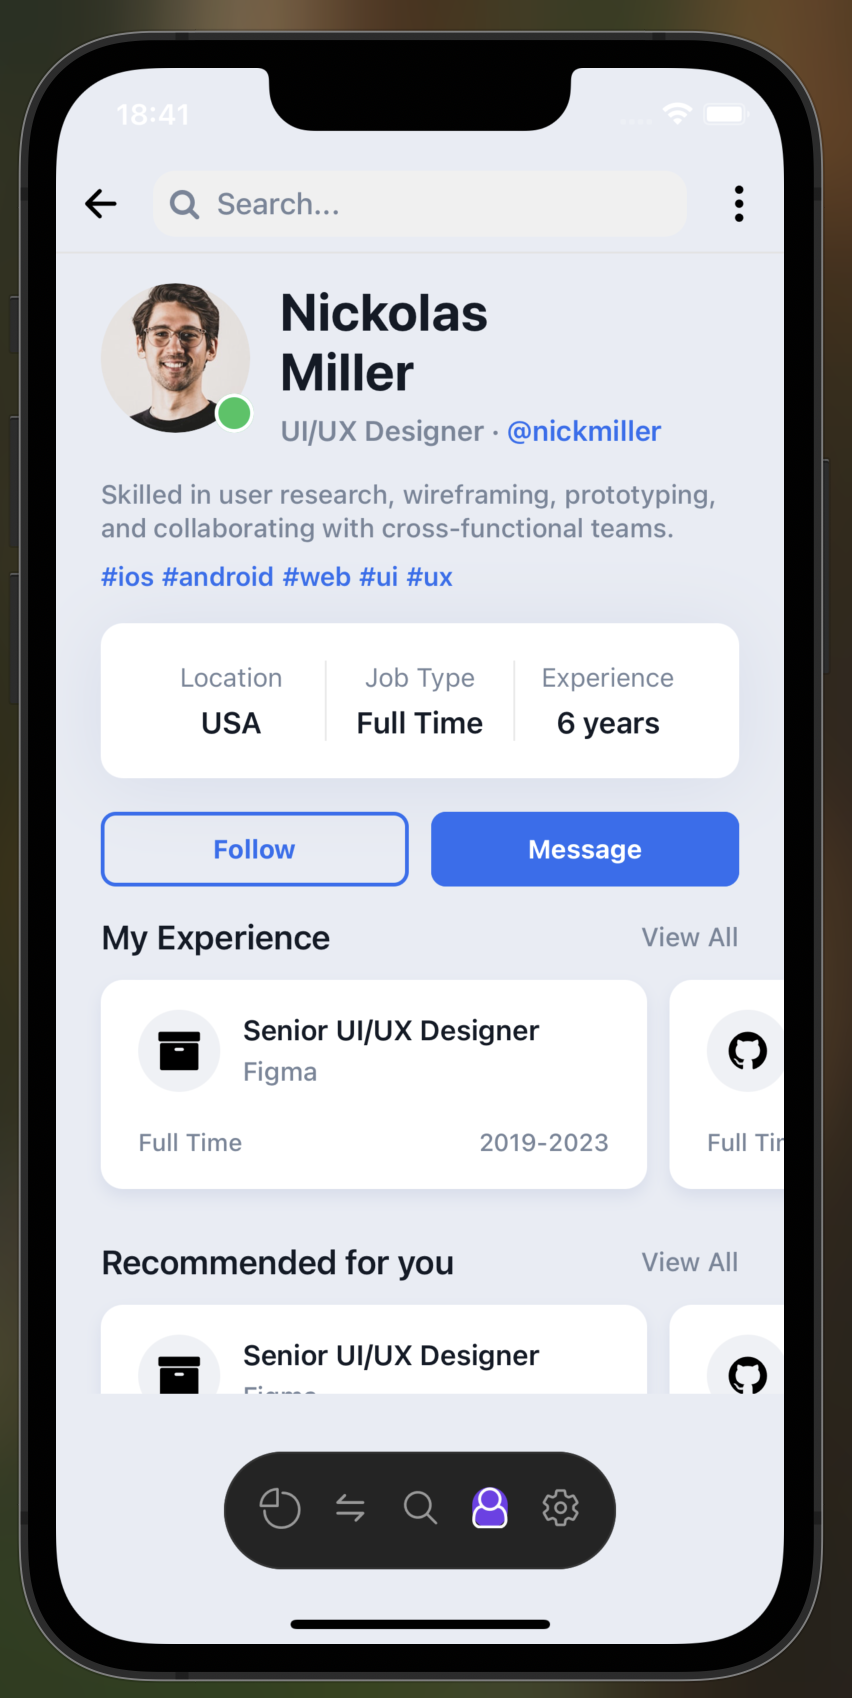 18:41
Search...
Nickolas
Miller
UI/UX Designer · @nickmiller
Skilled in user research, wireframing, prototyping,
and collaborating with cross-functional teams.
#ios #android #web #ui #ux
Location
USA
Job Type
Full Time
Experience
6 years
Follow
Message
My Experience
View All
Senior UI/UX Designer
Figma
Full Time
2019-2023
Full
Recommended for you
View All
Senior UI/UX Designer